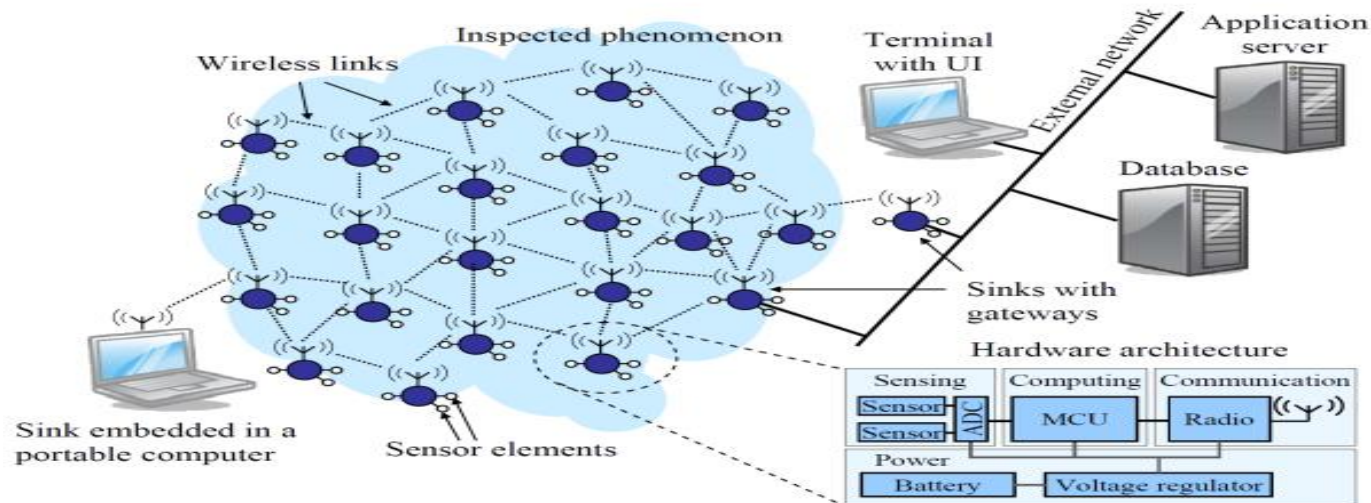 Inspected phenomenon
Wireless links
Terminal
with UI
External network
Application
server
Database
Sinks with
gateways
Sink embedded in a
portable computer
Sensor elements
Hardware architecture
Sensing
Computing
Communication
Sensor
Sensor
ADC
MCU
Radio
Power
Battery
Voltage regulator